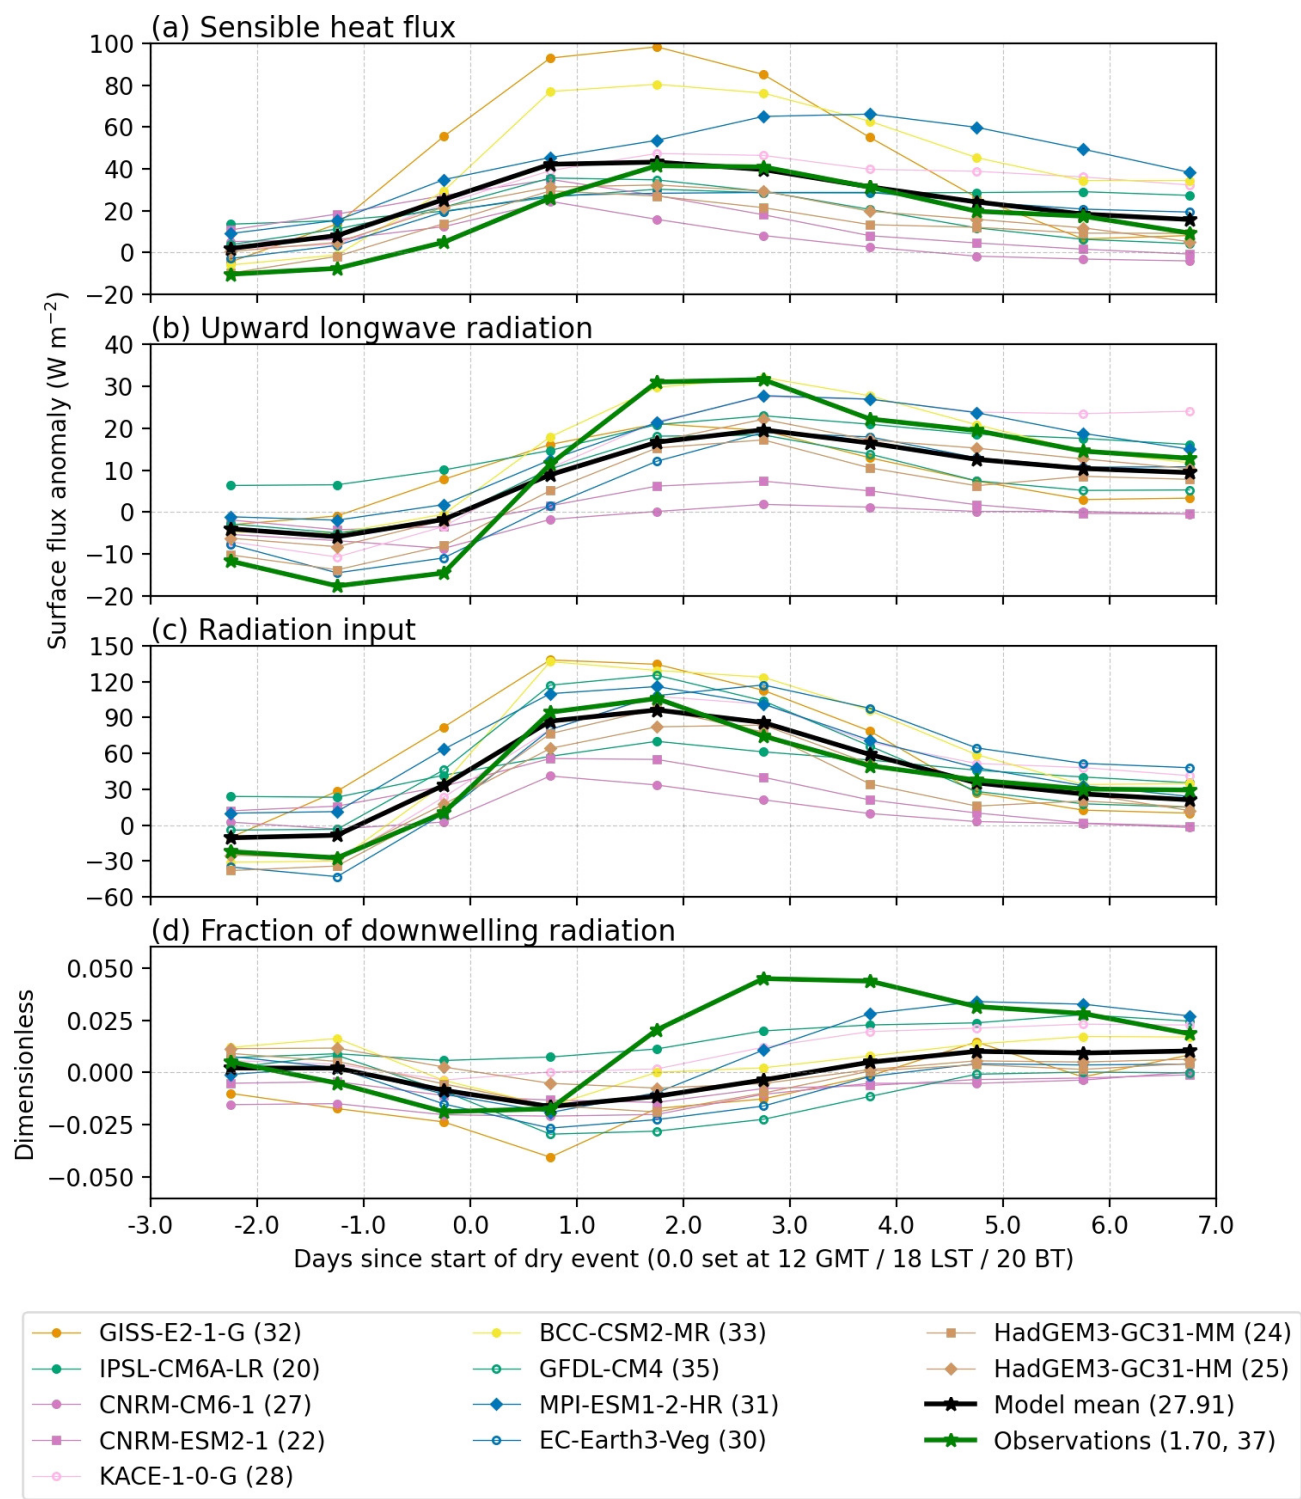 (a) Sensible heat flux
100
80
60
40
20
0
−20
(b) Upward longwave radiation
40
30
20
10
0
−10
−20
Surface flux anomaly (W m⁻²)
(c) Radiation input
150
120
90
60
30
0
−30
−60
(d) Fraction of downwelling radiation
0.050
0.025
0.000
−0.025
−0.050
Dimensionless
-3.0 -2.0 -1.0 0.0 1.0 2.0 3.0 4.0 5.0 6.0 7.0
Days since start of dry event (0.0 set at 12 GMT / 18 LST / 20 BT)
GISS-E2-1-G (32)
IPSL-CM6A-LR (20)
CNRM-CM6-1 (27)
CNRM-ESM2-1 (22)
KACE-1-0-G (28)
BCC-CSM2-MR (33)
GFDL-CM4 (35)
MPI-ESM1-2-HR (31)
EC-Earth3-Veg (30)
HadGEM3-GC31-MM (24)
HadGEM3-GC31-HM (25)
Model mean (27.91)
Observations (1.70, 37)